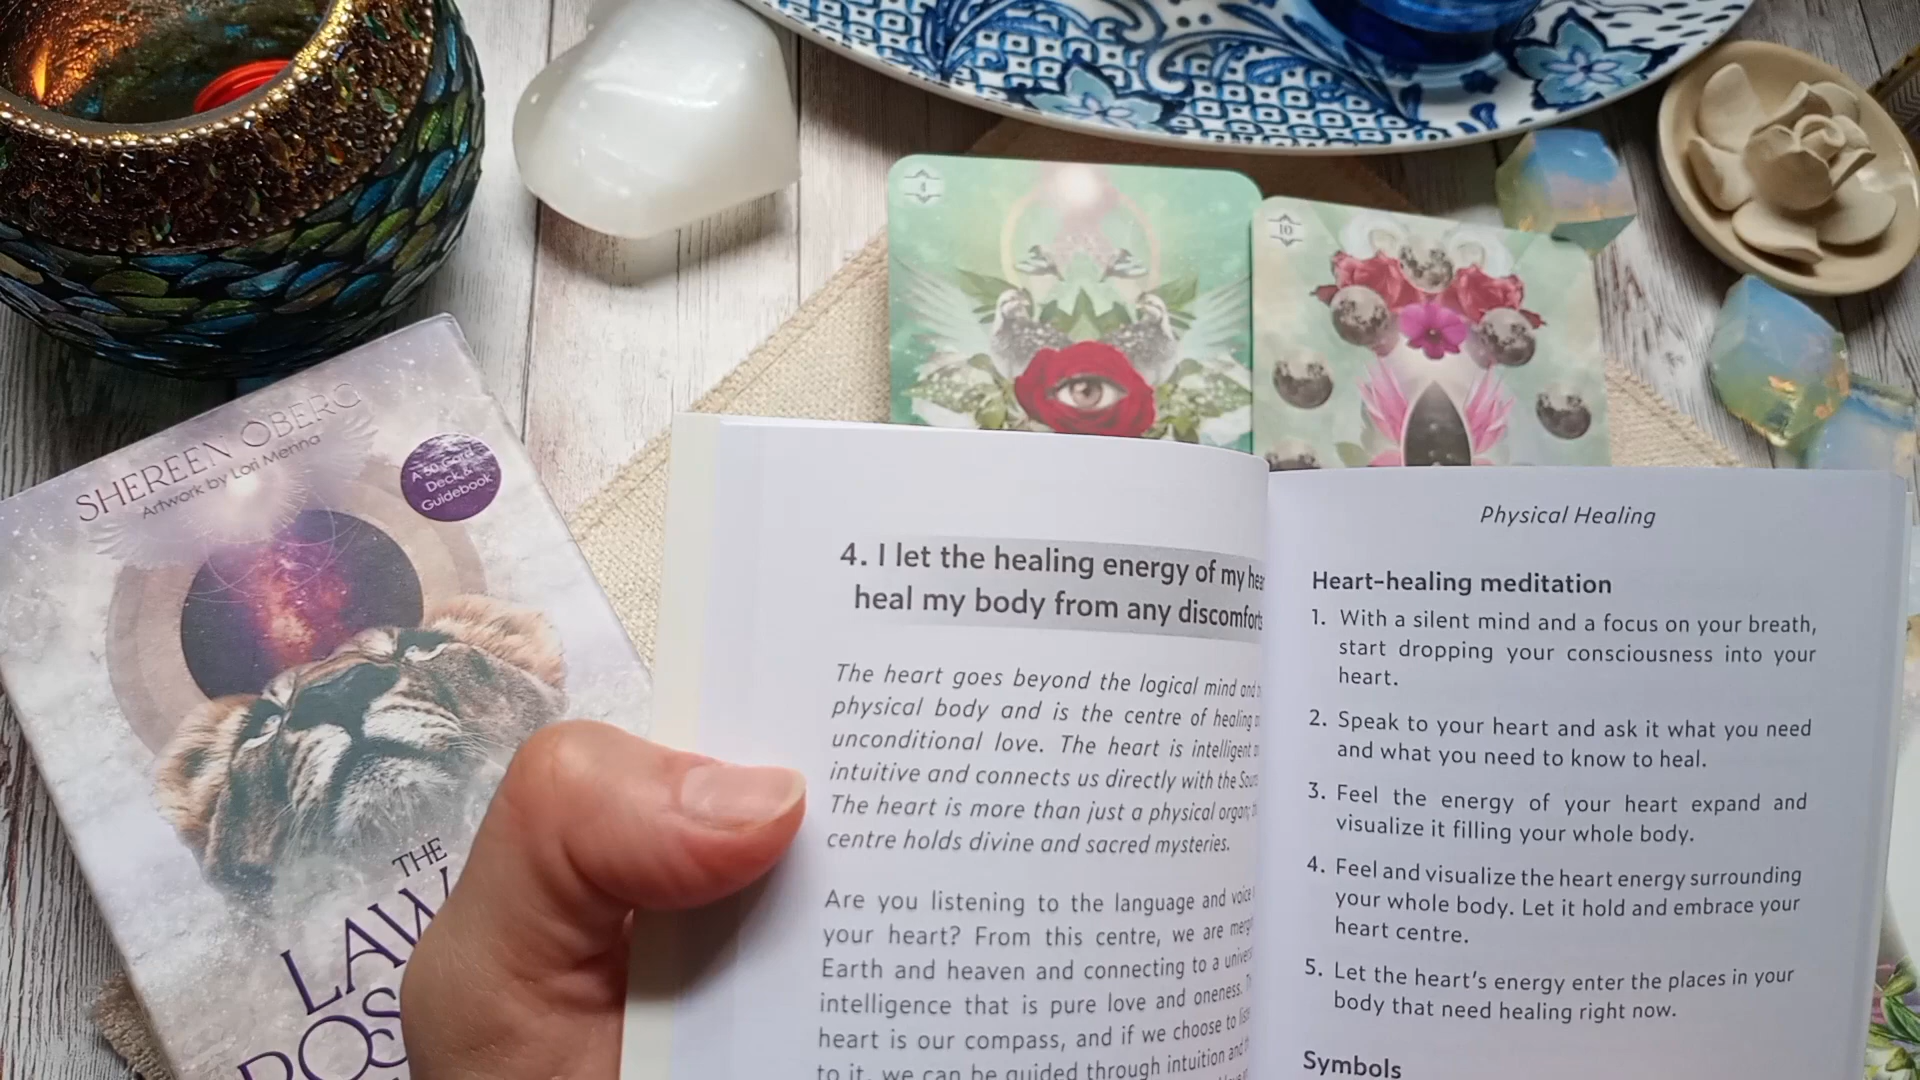 4
10
SHEREEN OBERG
Artwork by Lori Menna
A 50 Card
Deck &
Guidebook
THE
LAW
4. I let the healing energy of my
heal my body from any discomfort
The heart goes beyond the logical mind and
physical body and is the centre of healing
unconditional love. The heart is intelligent
intuitive and connects us directly with the
The heart is more than just a physical organ;
centre holds divine and sacred mysteries.
Are you listening to the language and voice
your heart? From this centre, we are
Earth and heaven and connecting to a
intelligence that is pure love and oneness.
heart is our compass, and if we choose to
to it, we can be guided through intuition and
Physical Healing
Heart-healing meditation
1. With a silent mind and a focus on your breath,
start dropping your consciousness into your
heart.
2. Speak to your heart and ask it what you need
and what you need to know to heal.
3. Feel the energy of your heart expand and
visualize it filling your whole body.
4. Feel and visualize the heart energy surrounding
your whole body. Let it hold and embrace your
heart centre.
5. Let the heart's energy enter the places in your
body that need healing right now.
Symbols